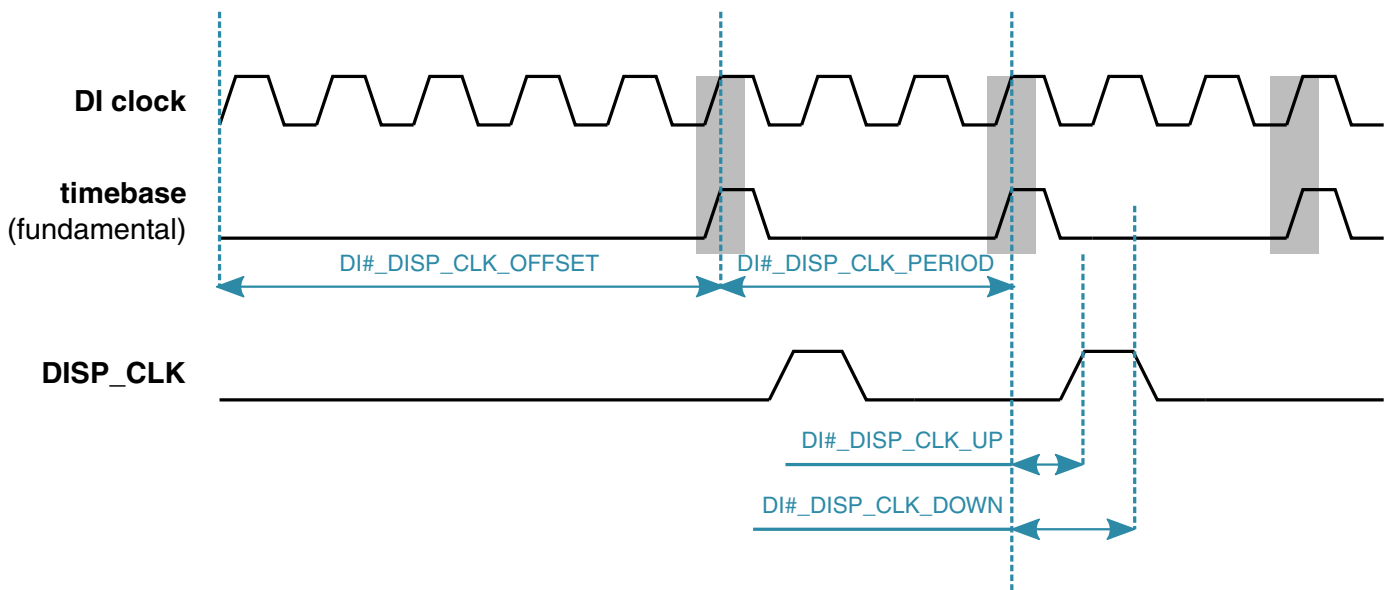 DI clock
timebase
(fundamental)
DI#_DISP_CLK_OFFSET
DI#_DISP_CLK_PERIOD
DISP_CLK
DI#_DISP_CLK_UP
DI#_DISP_CLK_DOWN